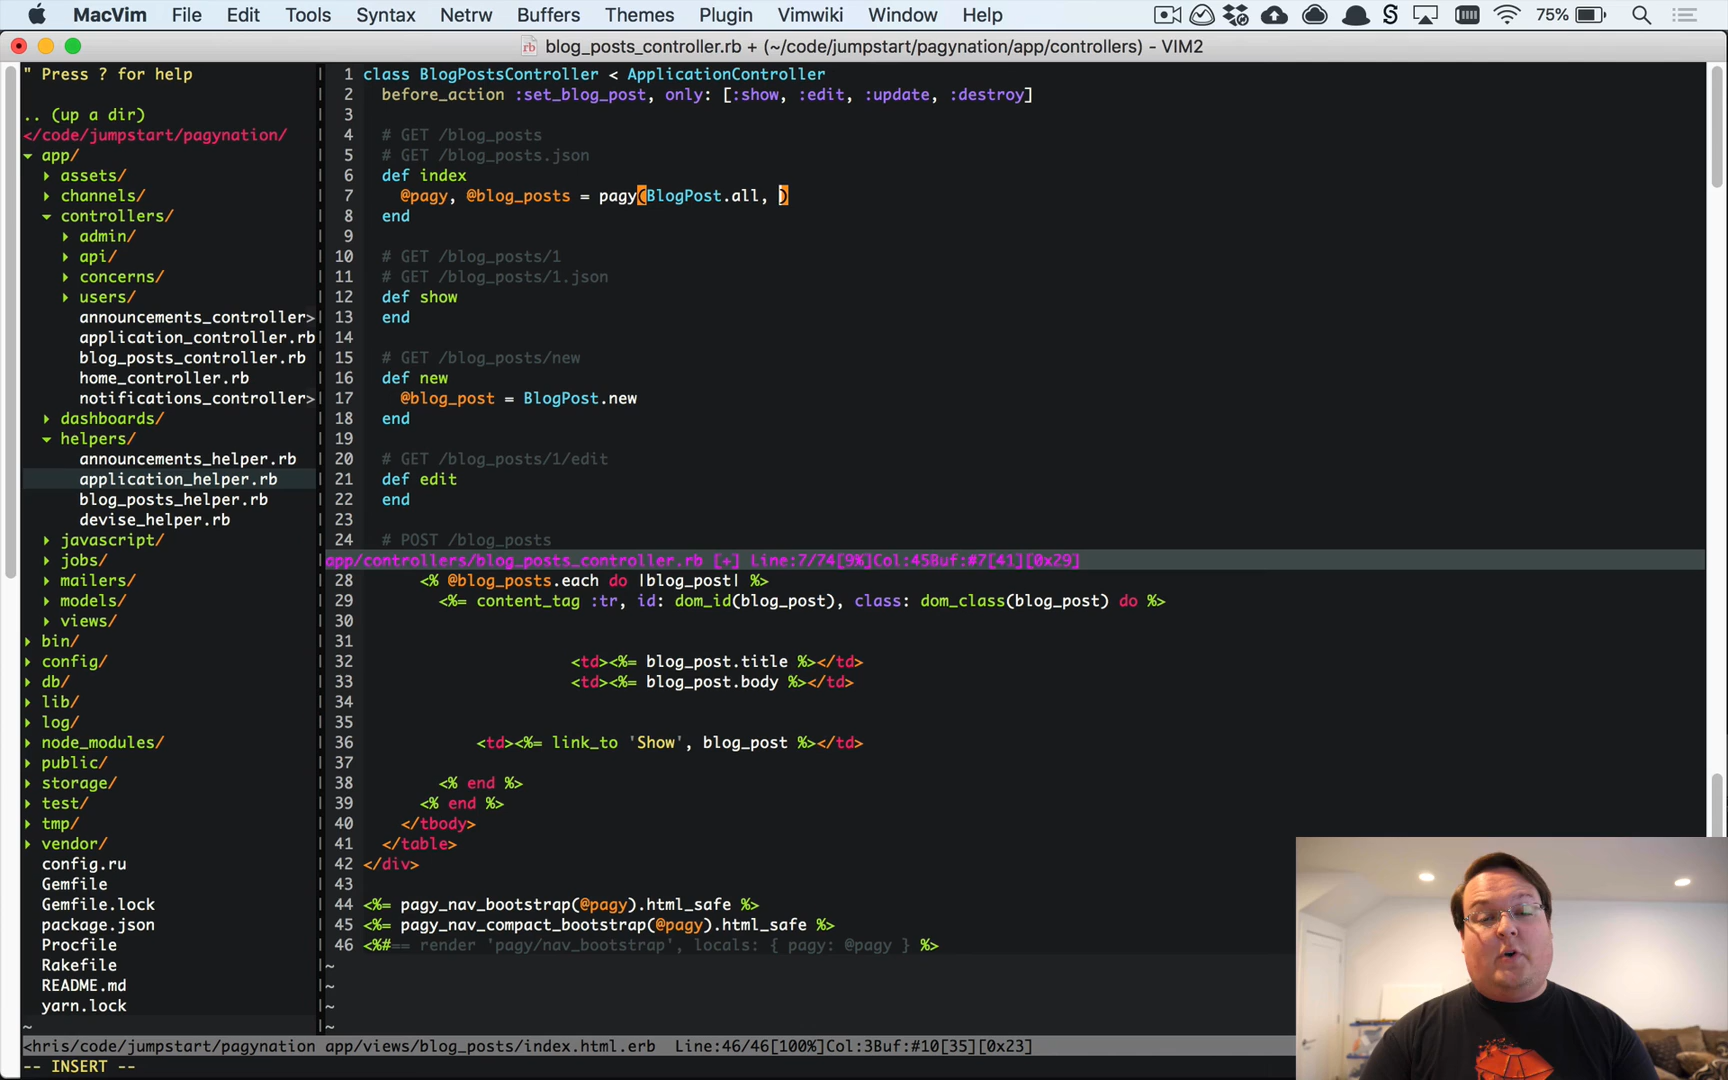 MacVim File Edit Tools Syntax Netrw Buffers Themes Plugin Vimwiki Window Help 75%
blog_posts_controller.rb + (~/code/jumpstart/pagynation/app/controllers) - VIM2
" Press ? for help
.. (up a dir)
</code/jumpstart/pagynation/
app/
assets/
channels/
controllers/
admin/
api/
concerns/
users/
announcements_controller>
application_controller.rb
blog_posts_controller.rb
home_controller.rb
notifications_controller>
dashboards/
helpers/
announcements_helper.rb
application_helper.rb
blog_posts_helper.rb
devise_helper.rb
javascript/
jobs/
mailers/
models/
views/
bin/
config/
db/
lib/
log/
node_modules/
public/
storage/
test/
tmp/
vendor/
config.ru
Gemfile
Gemfile.lock
package.json
Procfile
Rakefile
README.md
yarn.lock
~
1 class BlogPostsController < ApplicationController
2 before_action :set_blog_post, only: [:show, :edit, :update, :destroy]
3
4 # GET /blog_posts
5 # GET /blog_posts.json
6 def index
7 @pagy, @blog_posts = pagy(BlogPost.all, )
8 end
9
10 # GET /blog_posts/1
11 # GET /blog_posts/1.json
12 def show
13 end
14
15 # GET /blog_posts/new
16 def new
17 @blog_post = BlogPost.new
18 end
19
20 # GET /blog_posts/1/edit
21 def edit
22 end
23
24 # POST /blog_posts
app/controllers/blog_posts_controller.rb [+] Line:7/74[9%]Col:45Buf:#7[41][0x29]
28 <% @blog_posts.each do |blog_post| %>
29 <%= content_tag :tr, id: dom_id(blog_post), class: dom_class(blog_post) do %>
30
31
32 <td><%= blog_post.title %></td>
33 <td><%= blog_post.body %></td>
34
35
36 <td><%= link_to 'Show', blog_post %></td>
37
38 <% end %>
39 <% end %>
40 </tbody>
41 </table>
42 </div>
43
44 <%= pagy_nav_bootstrap(@pagy).html_safe %>
45 <%= pagy_nav_compact_bootstrap(@pagy).html_safe %>
46 <%#== render 'pagy/nav_bootstrap', locals: { pagy: @pagy } %>
~
~
~
~
<hris/code/jumpstart/pagynation app/views/blog_posts/index.html.erb Line:46/46[100%]Col:3Buf:#10[35][0x23]
-- INSERT --